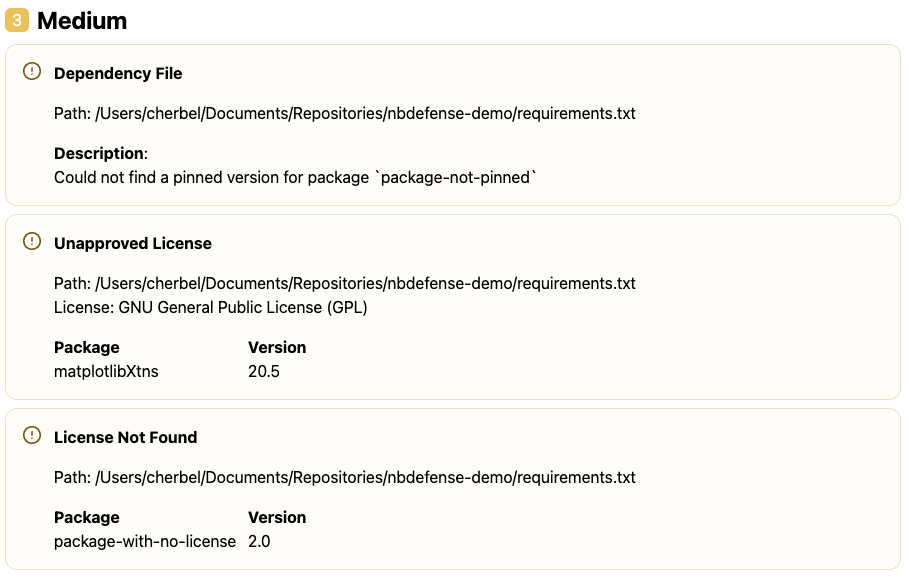 3 Medium
Dependency File
Path: /Users/cherbel/Documents/Repositories/nbdefense-demo/requirements.txt
Description:
Could not find a pinned version for package `package-not-pinned`
Unapproved License
Path: /Users/cherbel/Documents/Repositories/nbdefense-demo/requirements.txt
License: GNU General Public License (GPL)
Package Version
matplotlibXtns 20.5
License Not Found
Path: /Users/cherbel/Documents/Repositories/nbdefense-demo/requirements.txt
Package Version
package-with-no-license 2.0